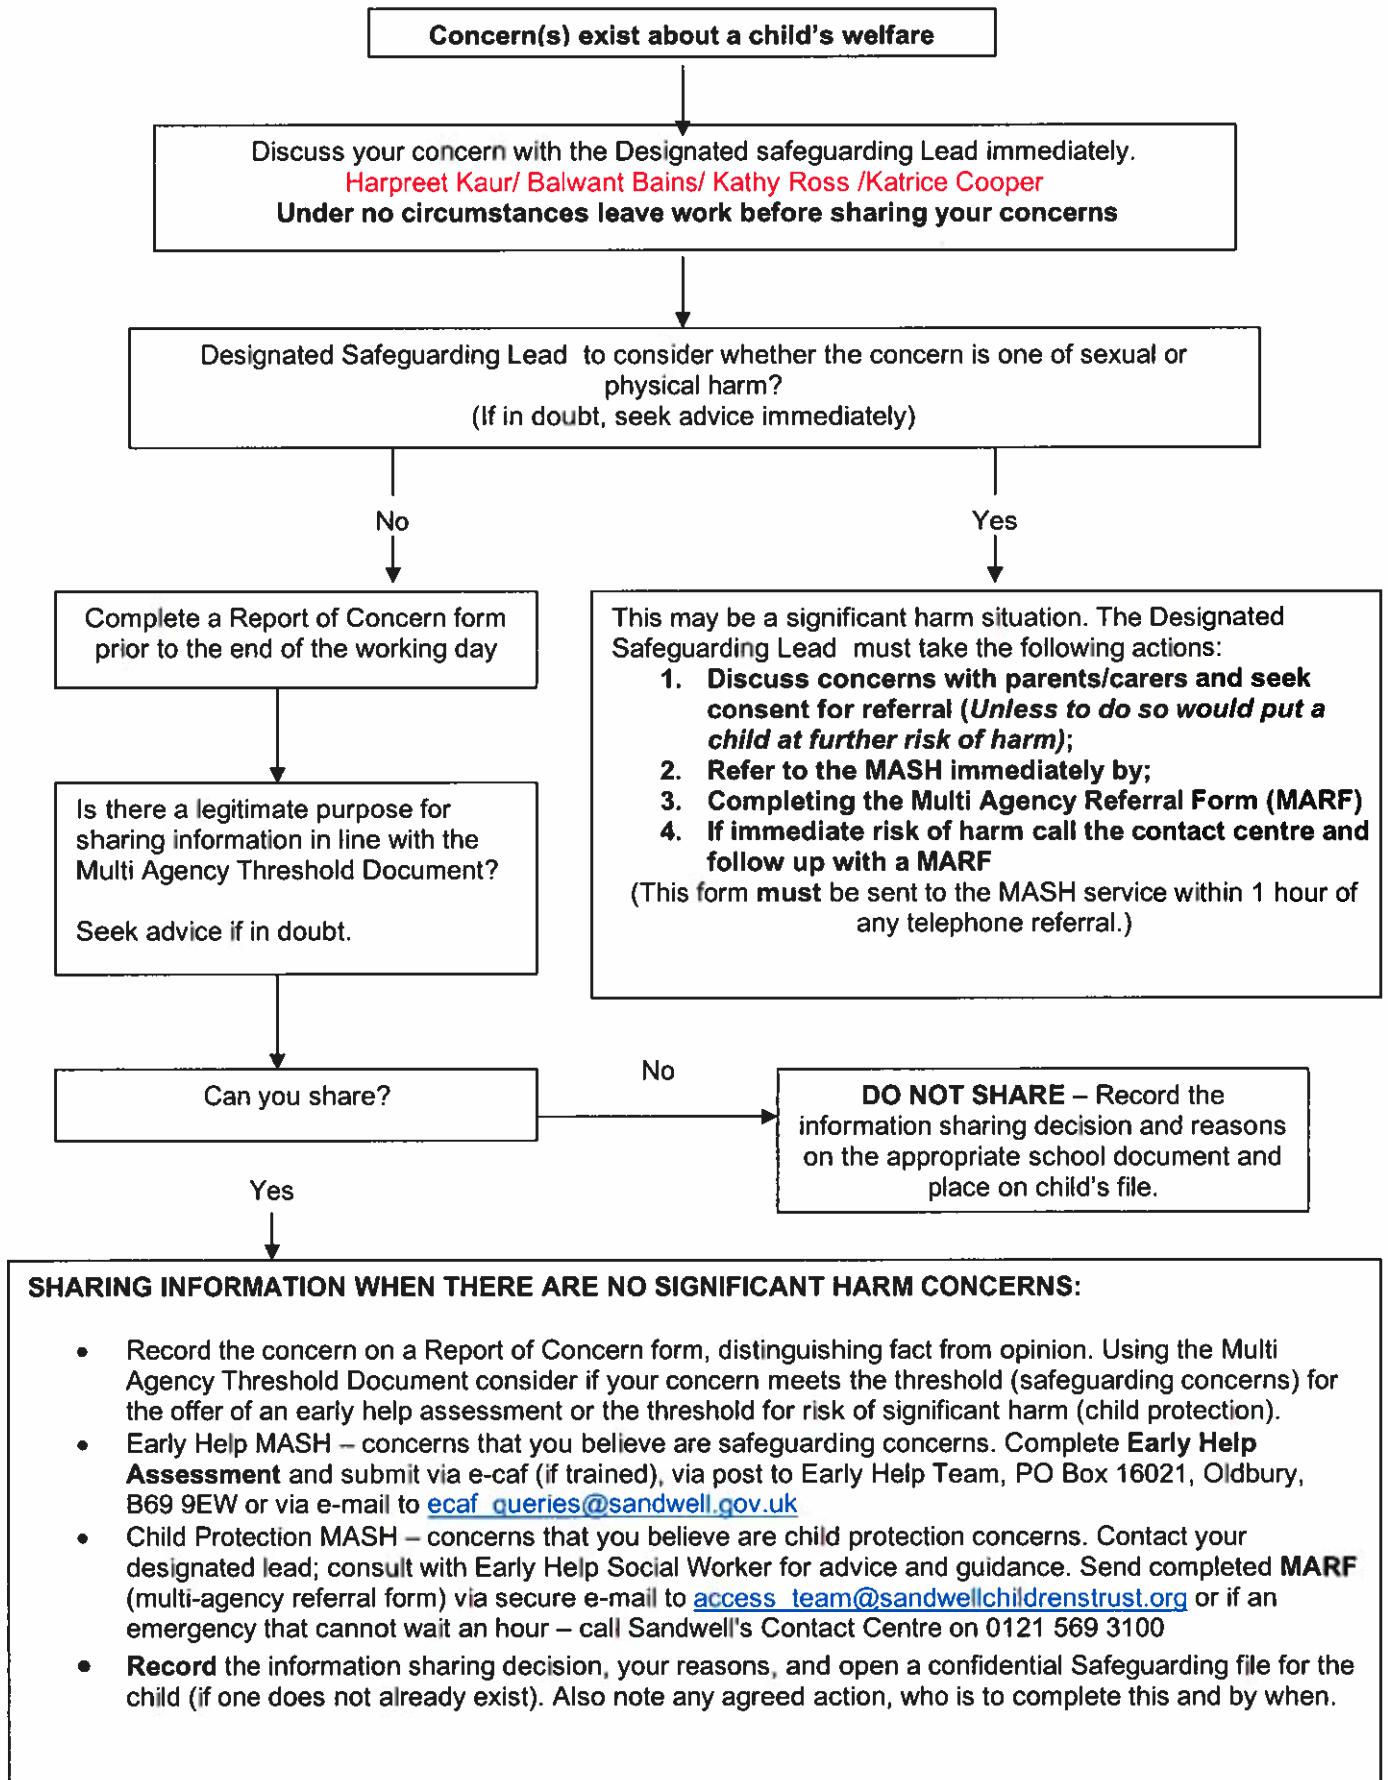 Concern(s) exist about a child's welfare
Discuss your concern with the Designated safeguarding Lead immediately.
Harpreet Kaur/ Balwant Bains/ Kathy Ross /Katrice Cooper
Under no circumstances leave work before sharing your concerns
Designated Safeguarding Lead to consider whether the concern is one of sexual or
physical harm?
(If in doubt, seek advice immediately)
No
Yes
Complete a Report of Concern form
prior to the end of the working day
This may be a significant harm situation. The Designated
Safeguarding Lead must take the following actions:
1. Discuss concerns with parents/carers and seek
consent for referral (Unless to do so would put a
child at further risk of harm);
2. Refer to the MASH immediately by;
3. Completing the Multi Agency Referral Form (MARF)
4. If immediate risk of harm call the contact centre and
follow up with a MARF
(This form must be sent to the MASH service within 1 hour of
any telephone referral.)
Is there a legitimate purpose for
sharing information in line with the
Multi Agency Threshold Document?
Seek advice if in doubt.
Can you share?
No
DO NOT SHARE – Record the
information sharing decision and reasons
on the appropriate school document and
place on child's file.
Yes
SHARING INFORMATION WHEN THERE ARE NO SIGNIFICANT HARM CONCERNS:
• Record the concern on a Report of Concern form, distinguishing fact from opinion. Using the Multi
Agency Threshold Document consider if your concern meets the threshold (safeguarding concerns) for
the offer of an early help assessment or the threshold for risk of significant harm (child protection).
• Early Help MASH – concerns that you believe are safeguarding concerns. Complete Early Help
Assessment and submit via e-caf (if trained), via post to Early Help Team, PO Box 16021, Oldbury,
B69 9EW or via e-mail to ecaf_queries@sandwell.gov.uk
• Child Protection MASH – concerns that you believe are child protection concerns. Contact your
designated lead; consult with Early Help Social Worker for advice and guidance. Send completed MARF
(multi-agency referral form) via secure e-mail to access_team@sandwellchildrenstrust.org or if an
emergency that cannot wait an hour – call Sandwell's Contact Centre on 0121 569 3100
• Record the information sharing decision, your reasons, and open a confidential Safeguarding file for the
child (if one does not already exist). Also note any agreed action, who is to complete this and by when.